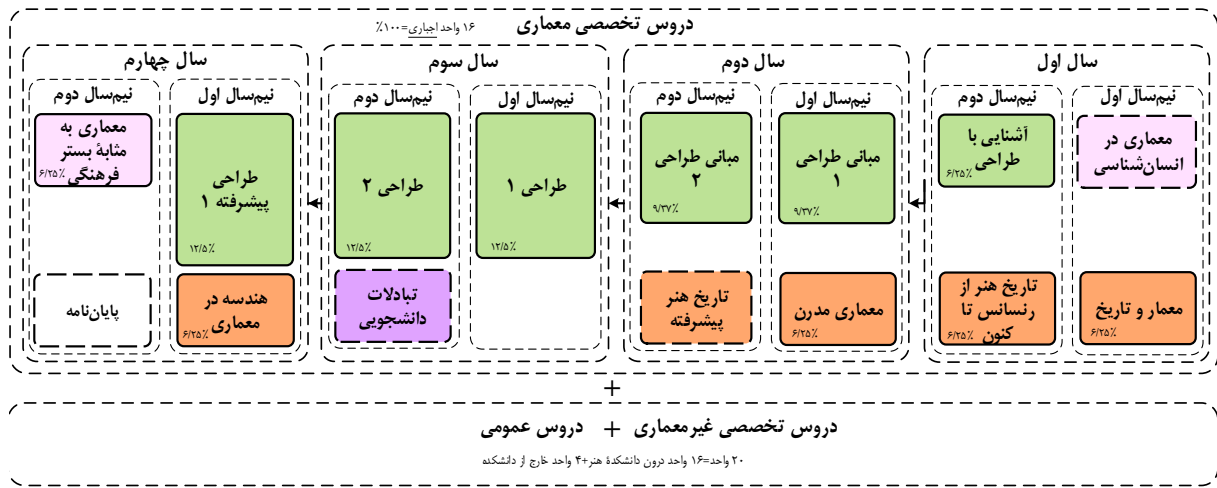 دروس تخصصی معماری
۱۶ واحد اجباری=۱۰۰٪
سال اول
نیم‌سال اول
معماری در
انسان‌شناسی
معمار و تاریخ
۶/۲۵٪
نیم‌سال دوم
آشنایی با
طراحی
۶/۲۵٪
تاریخ هنر از
رنسانس تا
کنون
۶/۲۵٪
سال دوم
نیم‌سال اول
مبانی طراحی
۱
۹/۳۷٪
معماری مدرن
۶/۲۵٪
نیم‌سال دوم
مبانی طراحی
۲
۹/۳۷٪
تاریخ هنر
پیشرفته
سال سوم
نیم‌سال اول
طراحی ۱
۱۲/۵٪
نیم‌سال دوم
طراحی ۲
۱۲/۵٪
تبادلات
دانشجویی
سال چهارم
نیم‌سال اول
طراحی
پیشرفته ۱
۱۲/۵٪
هندسه در
معماری
۶/۲۵٪
نیم‌سال دوم
معماری به
مثابهٔ بستر
فرهنگی
۶/۲۵٪
پایان‌نامه
+
دروس تخصصی غیرمعماری + دروس عمومی
۲۰ واحد=۱۶ واحد درون دانشکدهٔ هنر+۴ واحد خارج از دانشکده